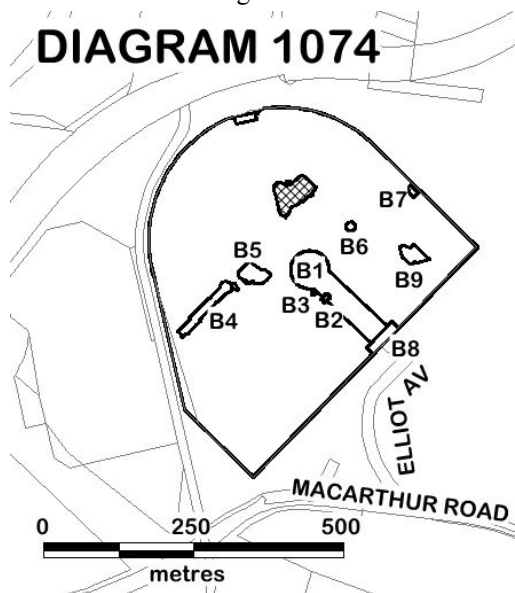 DIAGRAM 1074
B7
B6
B5
B1
B9
B3
B2
B4
B8
ELLIOT AV
MACARTHUR ROAD
0 250 500
metres